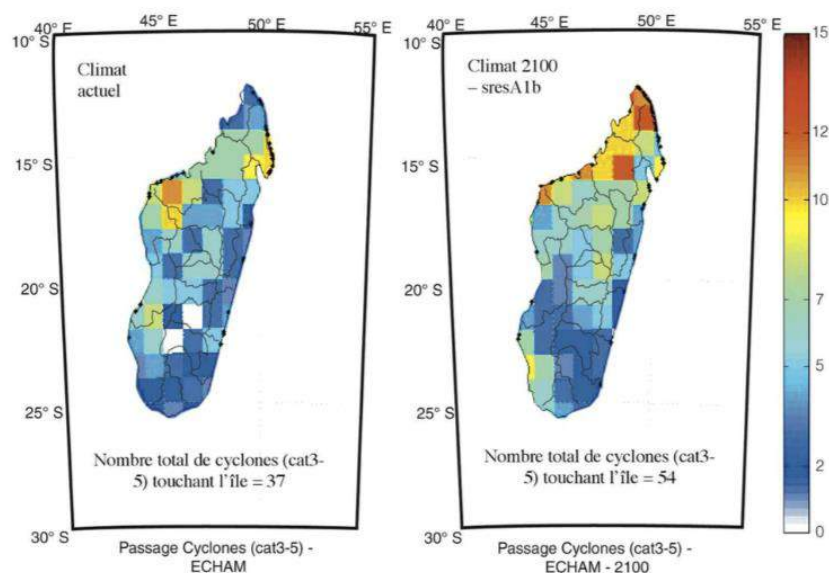 40° E 45° E 50° E 55° E
10° S
Climat
actuel
15° S
20° S
25° S
30° S
Nombre total de cyclones (cat3-
5) touchant l'île = 37
Passage Cyclones (cat3-5) -
ECHAM
40° E 45° E 50° E 55° E
10° S
Climat 2100
– sresA1b
15° S
20° S
25° S
30° S
Nombre total de cyclones (cat3-
5) touchant l'île = 54
Passage Cyclones (cat3-5) -
ECHAM - 2100
15
12
10
7
5
2
0